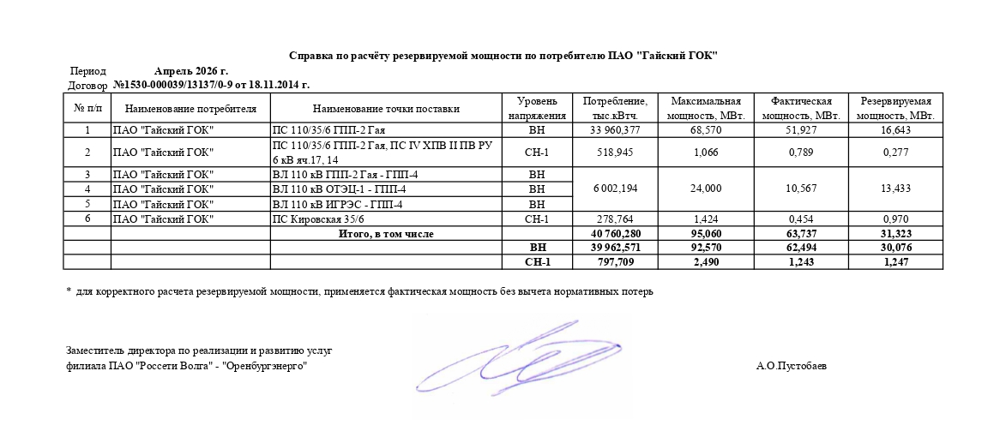 Справка по расчёту резервируемой мощности по потребителю ПАО "Гайский ГОК"
Период Апрель 2026 г.
Договор №1530-000039/13137/0-9 от 18.11.2014 г.
№ п/п Наименование потребителя Наименование точки поставки Уровень напряжения Потребление, тыс.кВтч. Максимальная мощность, МВт. Фактическая мощность, МВт. Резервируемая мощность, МВт.
1 ПАО "Гайский ГОК" ПС 110/35/6 ГПП-2 Гая ВН 33 960,377 68,570 51,927 16,643
2 ПАО "Гайский ГОК" ПС 110/35/6 ГПП-2 Гая, ПС IV ХПВ II ПВ РУ 6 кВ яч.17, 14 СН-1 518,945 1,066 0,789 0,277
3 ПАО "Гайский ГОК" ВЛ 110 кВ ГПП-2 Гая - ГПП-4 ВН
4 ПАО "Гайский ГОК" ВЛ 110 кВ ОТЭЦ-1 - ГПП-4 ВН 6 002,194 24,000 10,567 13,433
5 ПАО "Гайский ГОК" ВЛ 110 кВ ИГРЭС - ГПП-4 ВН
6 ПАО "Гайский ГОК" ПС Кировская 35/6 СН-1 278,764 1,424 0,454 0,970
Итого, в том числе 40 760,280 95,060 63,737 31,323
ВН 39 962,571 92,570 62,494 30,076
СН-1 797,709 2,490 1,243 1,247
* для корректного расчета резервируемой мощности, применяется фактическая мощность без вычета нормативных потерь
Заместитель директора по реализации и развитию услуг
филиала ПАО "Россети Волга" - "Оренбургэнерго" А.О.Пустобаев